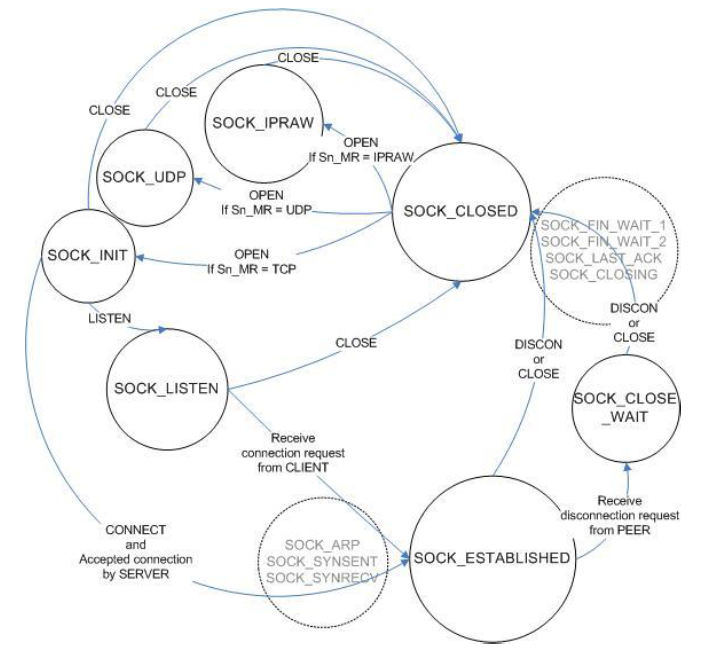 CLOSE
CLOSE
CLOSE
SOCK_IPRAW
OPEN
If Sn_MR = IPRAW
SOCK_UDP
OPEN
If Sn_MR = UDP
SOCK_CLOSED
SOCK_INIT
OPEN
If Sn_MR = TCP
SOCK_FIN_WAIT_1
SOCK_FIN_WAIT_2
SOCK_LAST_ACK
SOCK_CLOSING
LISTEN
CLOSE
DISCON
or
CLOSE
DISCON
or
CLOSE
SOCK_LISTEN
SOCK_CLOSE
_WAIT
Receive
connection request
from CLIENT
Receive
disconnection request
from PEER
CONNECT
and
Accepted connection
by SERVER
SOCK_ARP
SOCK_SYNSENT
SOCK_SYNRECV
SOCK_ESTABLISHED